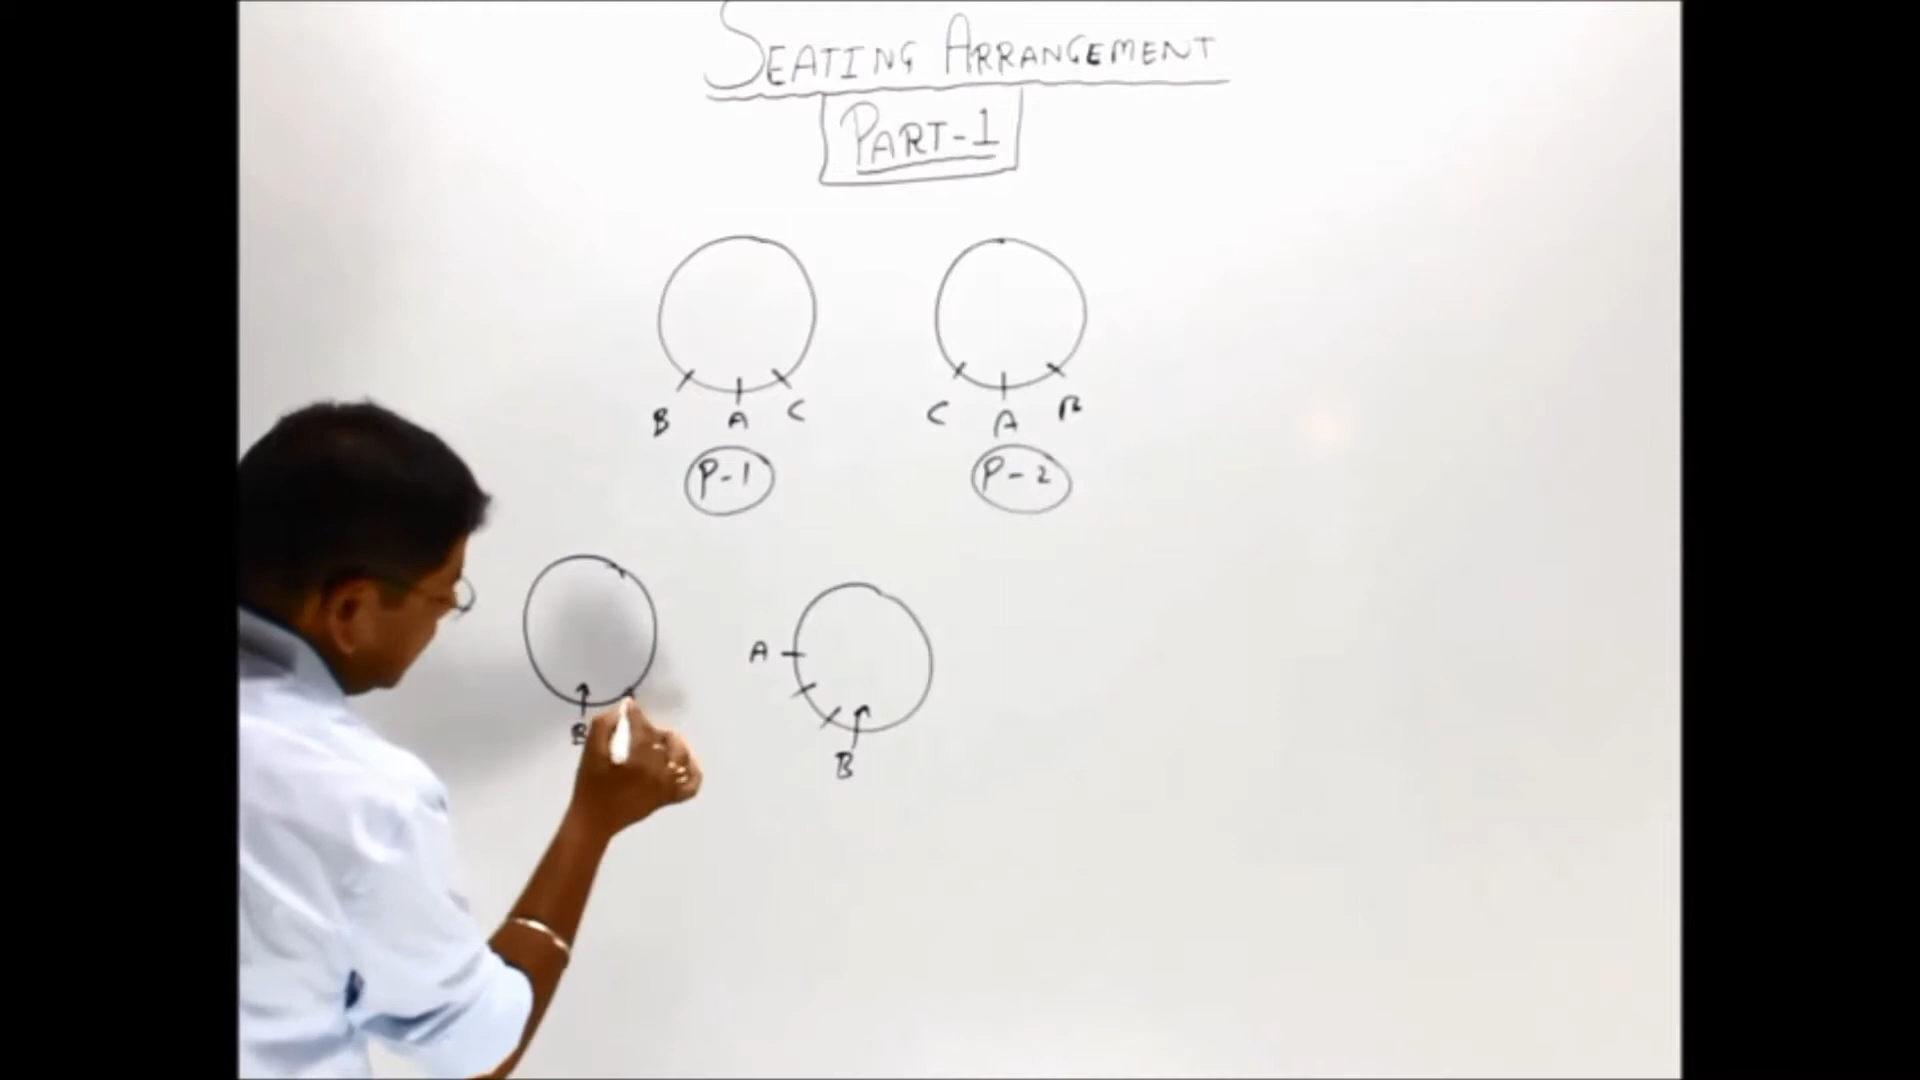 SEATING ARRANGEMENT
PART-1
B A C
C A B
P-1
P-2
A
B
B